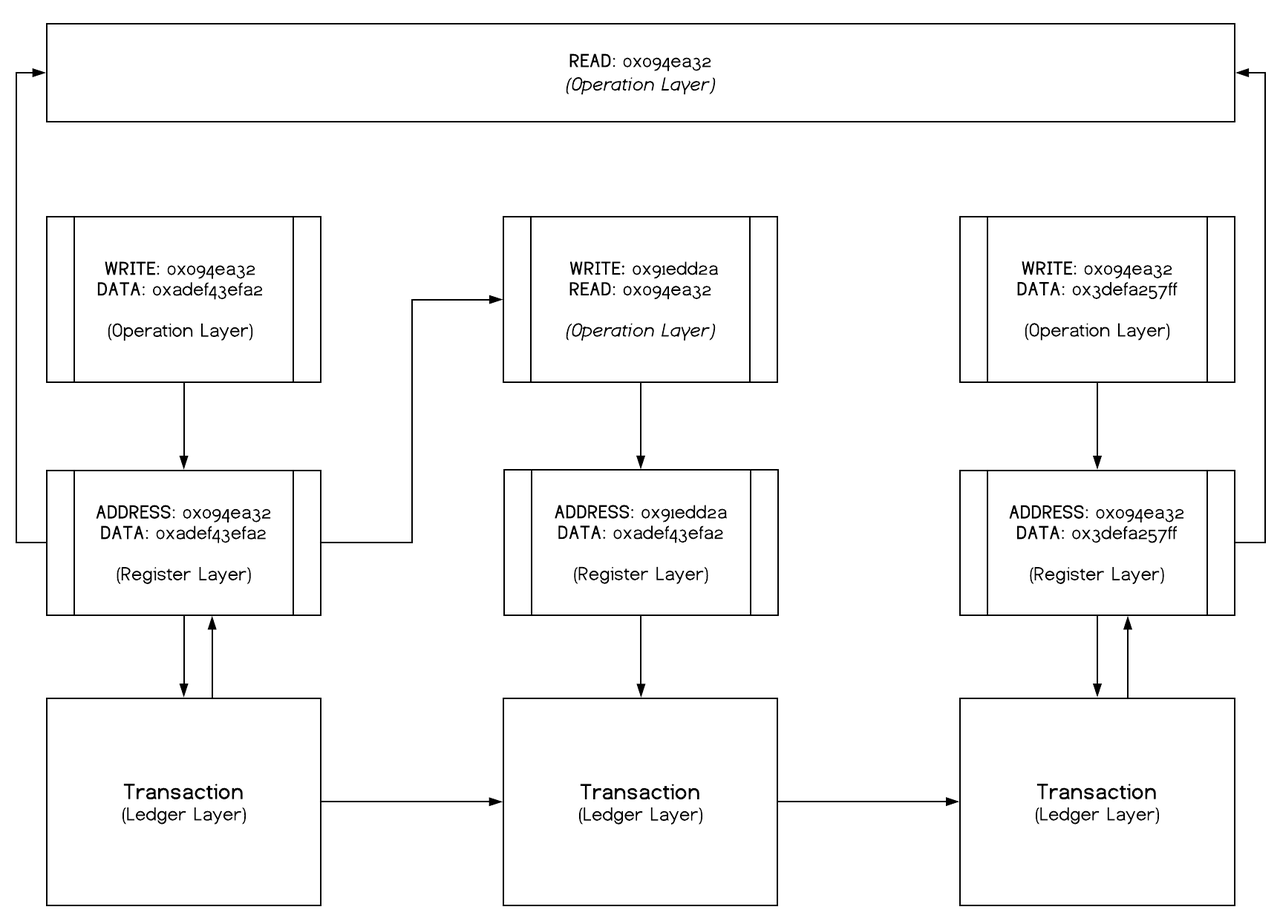 READ: 0x094ea32
(Operation Layer)
WRITE: 0x094ea32
DATA: 0xadef43efa2
(Operation Layer)
WRITE: 0x91edd2a
READ: 0x094ea32
(Operation Layer)
WRITE: 0x094ea32
DATA: 0x3defa257ff
(Operation Layer)
ADDRESS: 0x094ea32
DATA: 0xadef43efa2
(Register Layer)
ADDRESS: 0x91edd2a
DATA: 0xadef43efa2
(Register Layer)
ADDRESS: 0x094ea32
DATA: 0x3defa257ff
(Register Layer)
Transaction
(Ledger Layer)
Transaction
(Ledger Layer)
Transaction
(Ledger Layer)